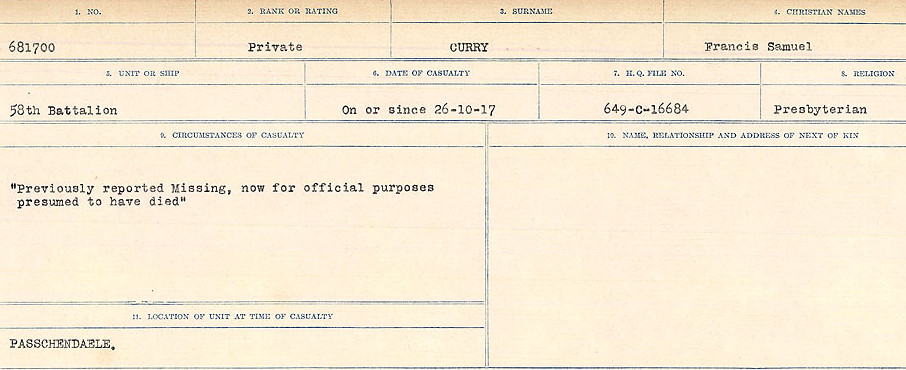 1. NO.
2. RANK OR RATING
3. SURNAME
4. CHRISTIAN NAMES
681700
Private
CURRY
Francis Samuel
5. UNIT OR SHIP
6. DATE OF CASUALTY
7. H. Q. FILE NO.
8. RELIGION
58th Battalion
On or since 26-10-17
649-C-16684
Presbyterian
9. CIRCUMSTANCES OF CASUALTY
10. NAME, RELATIONSHIP AND ADDRESS OF NEXT OF KIN
"Previously reported Missing, now for official purposes
presumed to have died"
11. LOCATION OF UNIT AT TIME OF CASUALTY
PASSCHENDAELE.